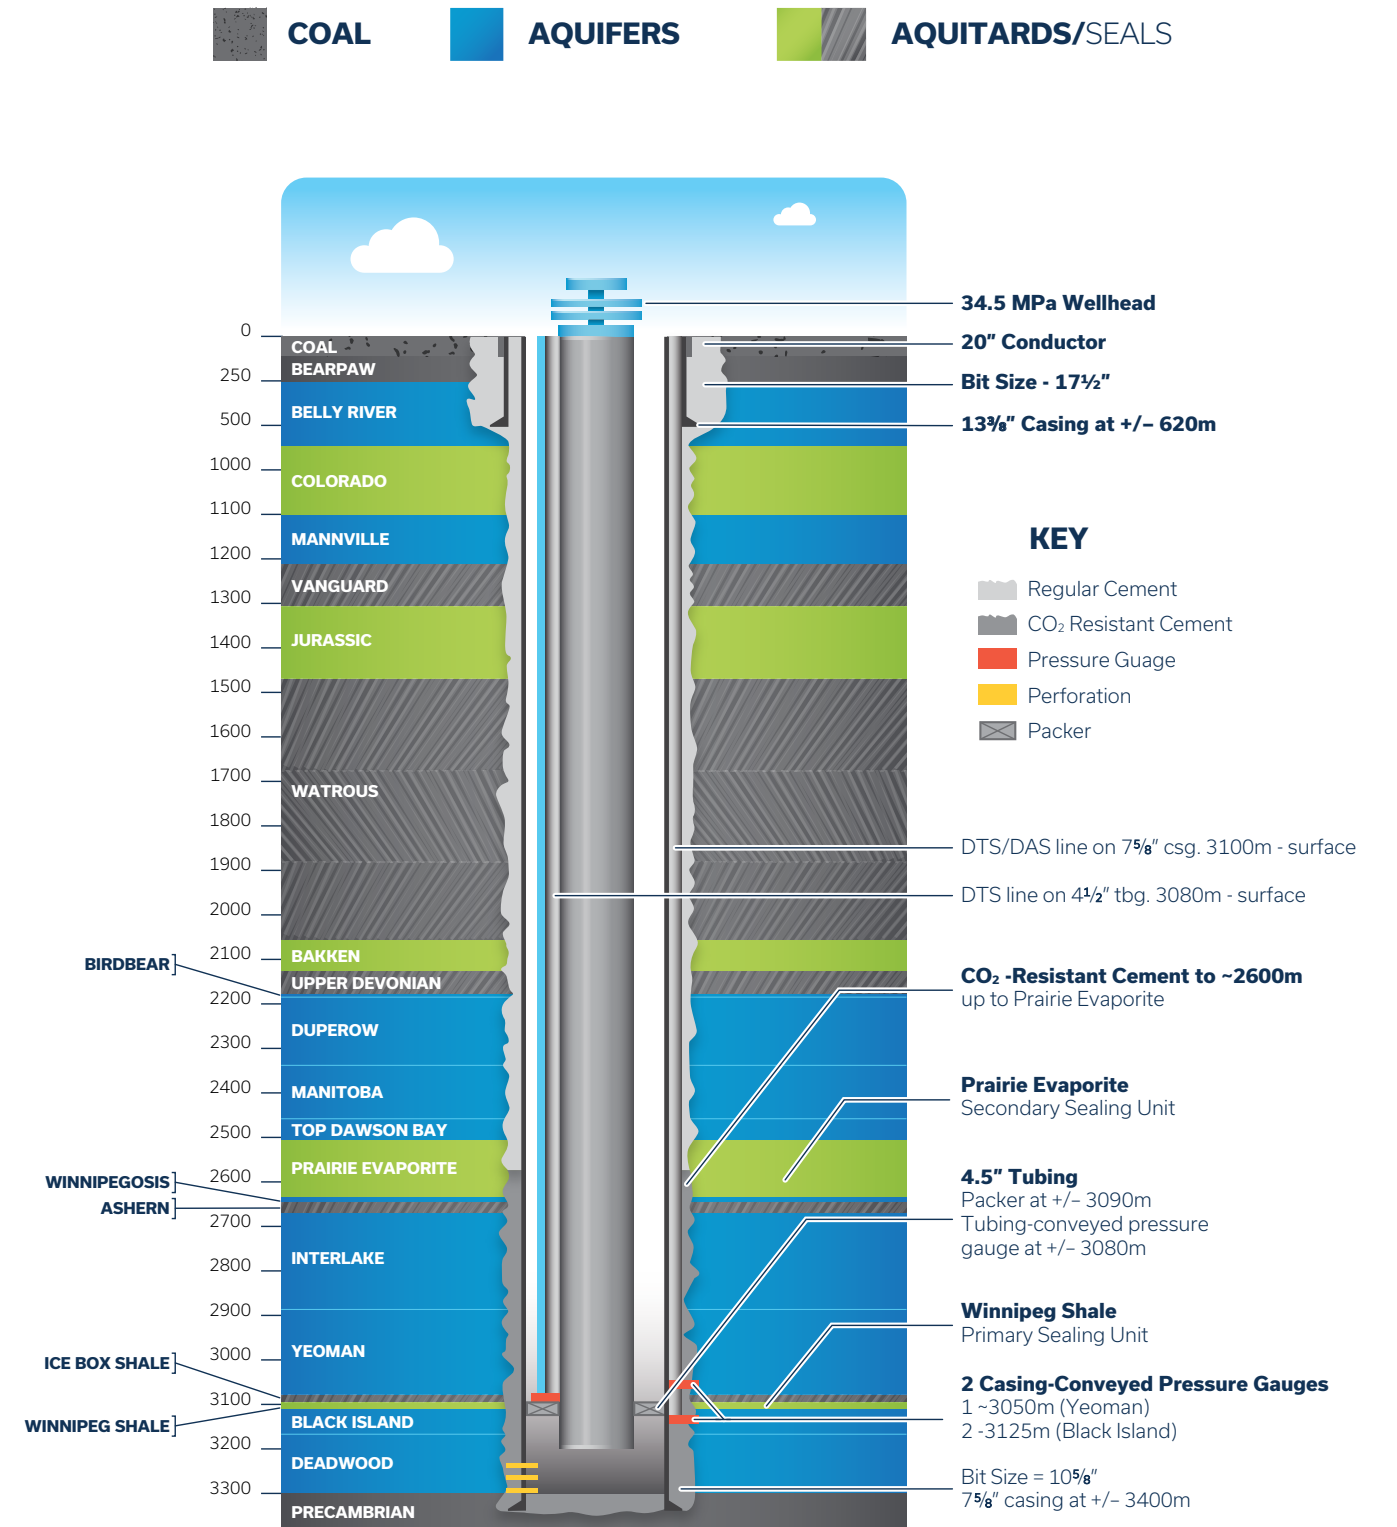 COAL
AQUIFERS
AQUITARDS/SEALS
34.5 MPa Wellhead
20” Conductor
Bit Size - 17½”
13⅜” Casing at +/– 620m
0
250
500
1000
1100
1200
1300
1400
1500
1600
1700
1800
1900
2000
2100
2200
2300
2400
2500
2600
2700
2800
2900
3000
3100
3200
3300
COAL
BEARPAW
BELLY RIVER
COLORADO
MANNVILLE
VANGUARD
JURASSIC
WATROUS
BAKKEN
UPPER DEVONIAN
DUPEROW
MANITOBA
TOP DAWSON BAY
PRAIRIE EVAPORITE
INTERLAKE
YEOMAN
BLACK ISLAND
DEADWOOD
PRECAMBRIAN
BIRDBEAR
WINNIPEGOSIS
ASHERN
ICE BOX SHALE
WINNIPEG SHALE
KEY
Regular Cement
CO₂ Resistant Cement
Pressure Guage
Perforation
Packer
DTS/DAS line on 7⅝” csg. 3100m - surface
DTS line on 4½” tbg. 3080m - surface
CO₂ -Resistant Cement to ~2600m
up to Prairie Evaporite
Prairie Evaporite
Secondary Sealing Unit
4.5” Tubing
Packer at +/– 3090m
Tubing-conveyed pressure
gauge at +/– 3080m
Winnipeg Shale
Primary Sealing Unit
2 Casing-Conveyed Pressure Gauges
1 ~3050m (Yeoman)
2 -3125m (Black Island)
Bit Size = 10⅝”
7⅝” casing at +/– 3400m